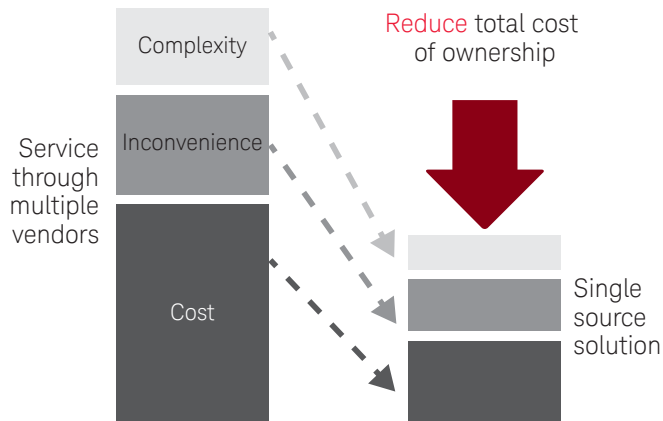 Complexity
Inconvenience
Cost
Service
through
multiple
vendors
Reduce total cost
of ownership
Single
source
solution